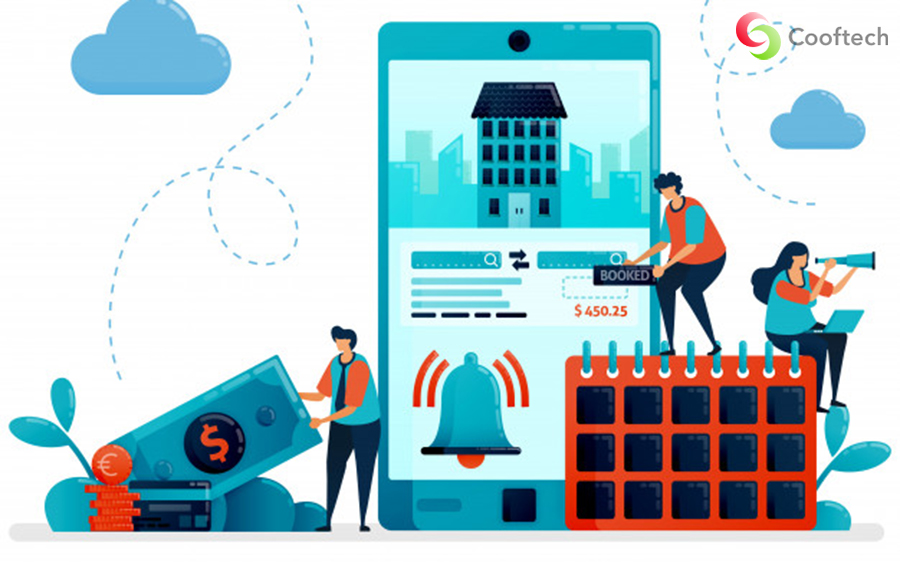 Cooftech
BOOKED
$ 450.25
$
€